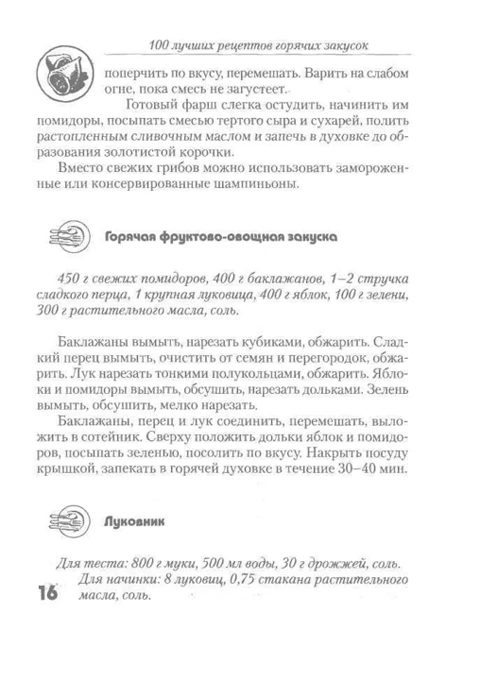 100 лучших рецептов горячих закусок
поперчить по вкусу, перемешать. Варить на слабом
огне, пока смесь не загустеет.
Готовый фарш слегка остудить, начинить им
помидоры, посыпать смесью тертого сыра и сухарей, полить
растопленным сливочным маслом и запечь в духовке до об-
разования золотистой корочки.
Вместо свежих грибов можно использовать заморожен-
ные или консервированные шампиньоны.
Горячая фруктово-овощная закуска
450 г свежих помидоров, 400 г баклажанов, 1–2 стручка
сладкого перца, 1 крупная луковица, 400 г яблок, 100 г зелени,
300 г растительного масла, соль.
Баклажаны вымыть, нарезать кубиками, обжарить. Слад-
кий перец вымыть, очистить от семян и перегородок, обжа-
рить. Лук нарезать тонкими полукольцами, обжарить. Ябло-
ки и помидоры вымыть, обсушить, нарезать дольками. Зелень
вымыть, обсушить, мелко нарезать.
Баклажаны, перец и лук соединить, перемешать, выло-
жить в сотейник. Сверху положить дольки яблок и помидо-
ров, посыпать зеленью, посолить по вкусу. Накрыть посуду
крышкой, запекать в горячей духовке в течение 30–40 мин.
Луковник
Для теста: 800 г муки, 500 мл воды, 30 г дрожжей, соль.
Для начинки: 8 луковиц, 0,75 стакана растительного
масла, соль.
16